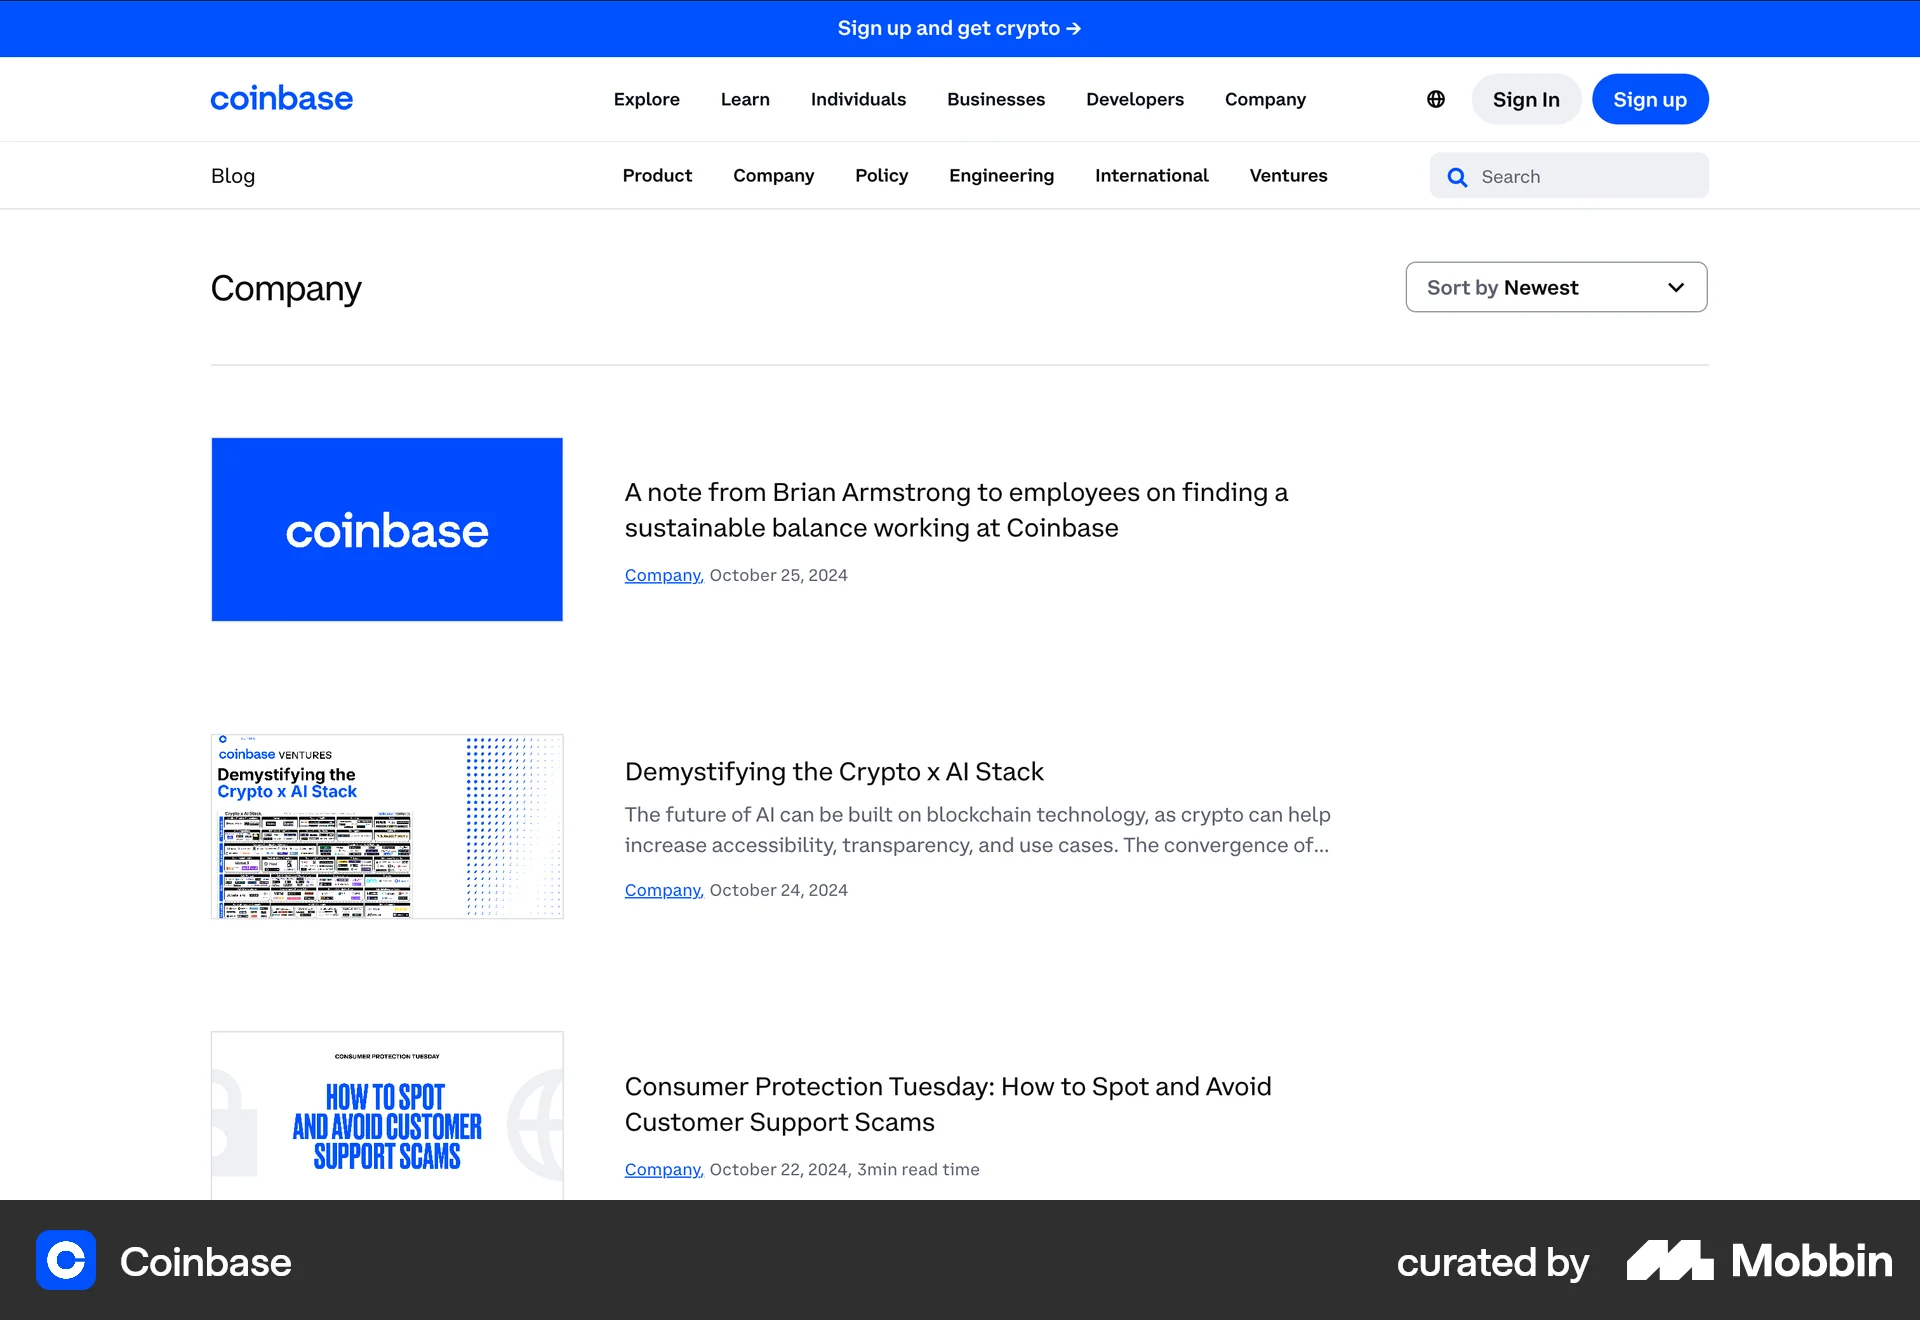 Sign up and get crypto →
coinbase
Explore Learn Individuals Businesses Developers Company
Sign In
Sign up
Blog
Product Company Policy Engineering International Ventures
Search
Company
Sort by Newest
coinbase
A note from Brian Armstrong to employees on finding a
sustainable balance working at Coinbase
Company, October 25, 2024
coinbase VENTURES
Demystifying the
Crypto x AI Stack
Crypto x AI Stack
Demystifying the Crypto x AI Stack
The future of AI can be built on blockchain technology, as crypto can help
increase accessibility, transparency, and use cases. The convergence of...
Company, October 24, 2024
CONSUMER PROTECTION TUESDAY
HOW TO SPOT
AND AVOID CUSTOMER
SUPPORT SCAMS
Consumer Protection Tuesday: How to Spot and Avoid
Customer Support Scams
Company, October 22, 2024, 3min read time
Coinbase
curated by
Mobbin